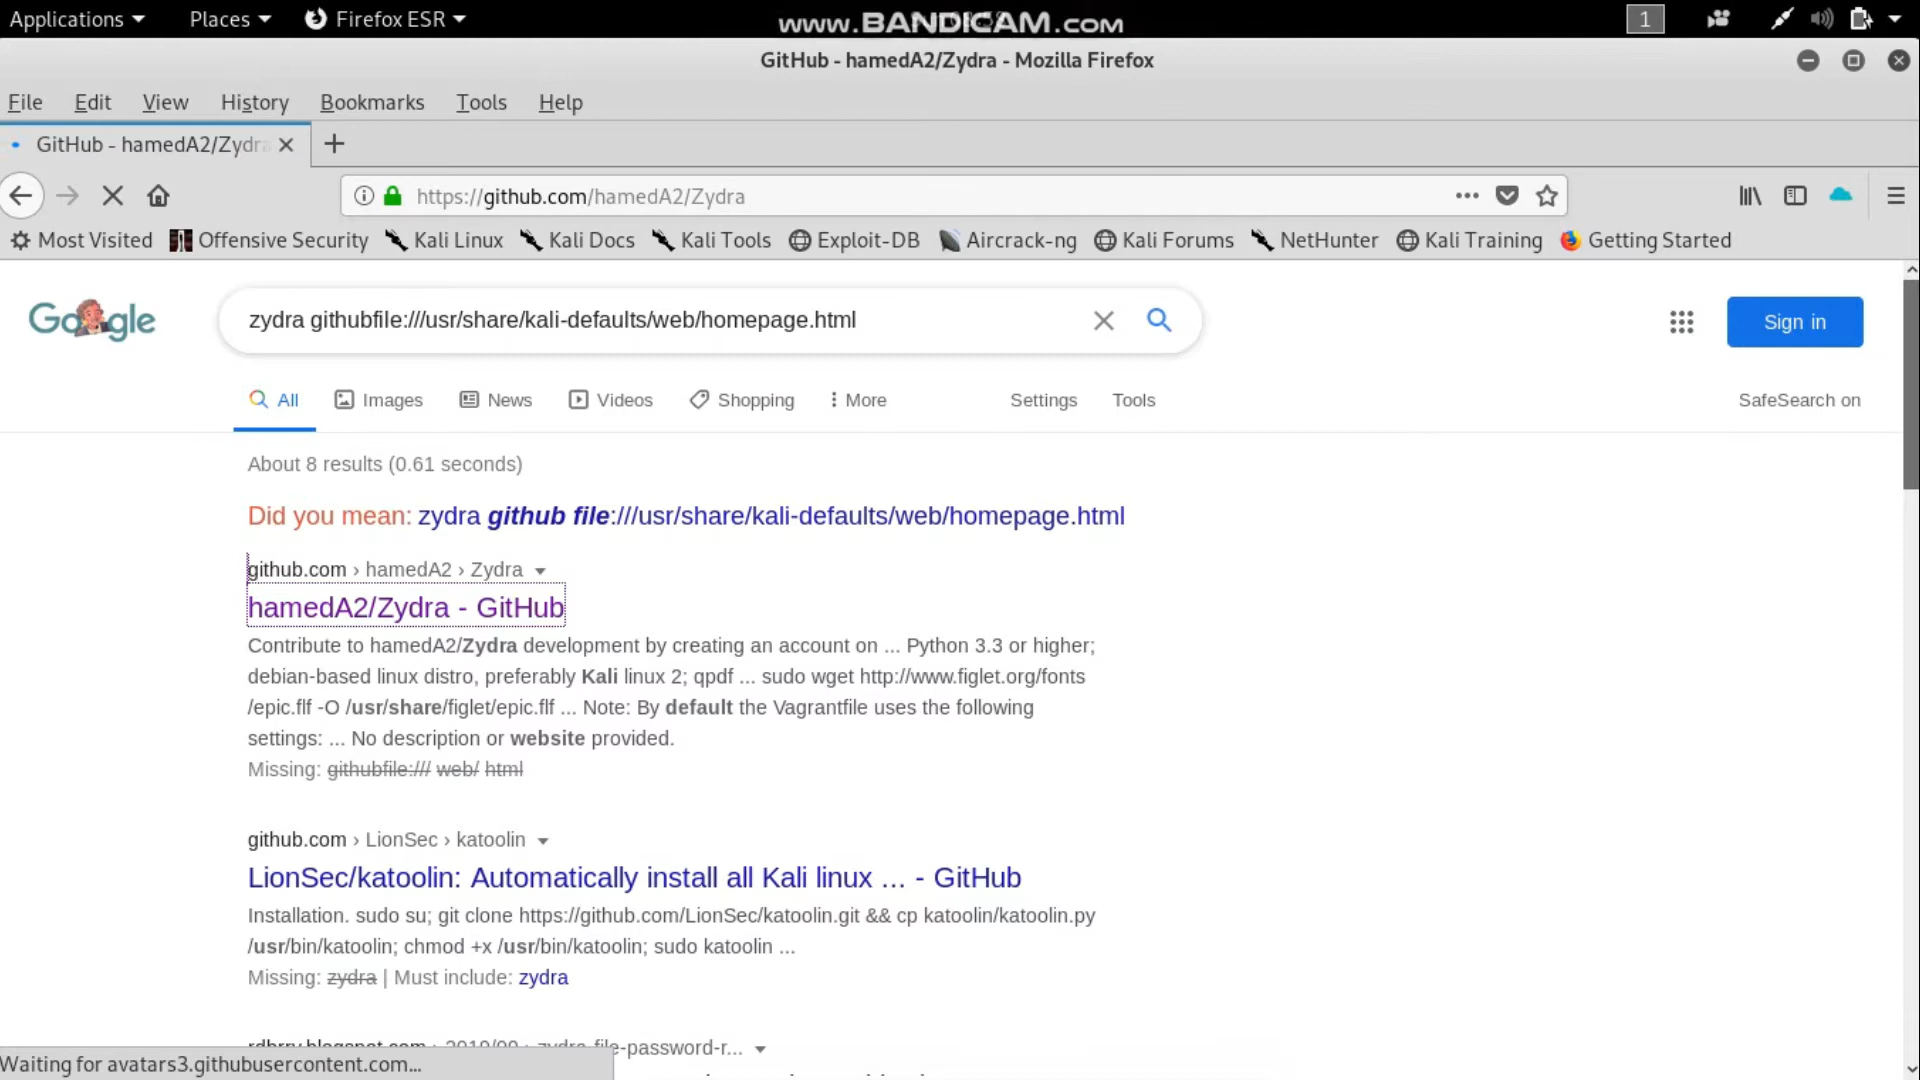 Applications Places Firefox ESR www.BANDICAM.com 1
GitHub - hamedA2/Zydra - Mozilla Firefox
File Edit View History Bookmarks Tools Help
GitHub - hamedA2/Zydra
https://github.com/hamedA2/Zydra
Most Visited Offensive Security Kali Linux Kali Docs Kali Tools Exploit-DB Aircrack-ng Kali Forums NetHunter Kali Training Getting Started
Google zydra githubfile:///usr/share/kali-defaults/web/homepage.html Sign in
All Images News Videos Shopping More Settings Tools SafeSearch on
About 8 results (0.61 seconds)
Did you mean: zydra github file:///usr/share/kali-defaults/web/homepage.html
github.com › hamedA2 › Zydra
hamedA2/Zydra - GitHub
Contribute to hamedA2/Zydra development by creating an account on ... Python 3.3 or higher;
debian-based linux distro, preferably Kali linux 2; qpdf ... sudo wget http://www.figlet.org/fonts
/epic.flf -O /usr/share/figlet/epic.flf ... Note: By default the Vagrantfile uses the following
settings: ... No description or website provided.
Missing: githubfile:/// web/ html
github.com › LionSec › katoolin
LionSec/katoolin: Automatically install all Kali linux ... - GitHub
Installation. sudo su; git clone https://github.com/LionSec/katoolin.git && cp katoolin/katoolin.py
/usr/bin/katoolin; chmod +x /usr/bin/katoolin; sudo katoolin ...
Missing: zydra | Must include: zydra
e-password-r...
Waiting for avatars3.githubusercontent.com...